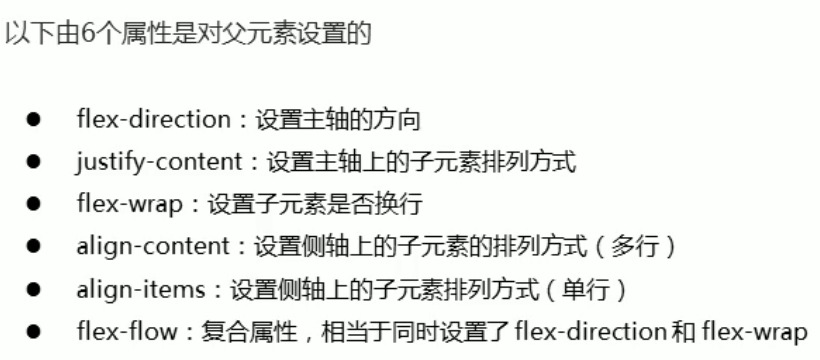 以下由6个属性是对父元素设置的
● flex-direction：设置主轴的方向
● justify-content：设置主轴上的子元素排列方式
● flex-wrap：设置子元素是否换行
● align-content：设置侧轴上的子元素的排列方式（多行）
● align-items：设置侧轴上的子元素排列方式（单行）
● flex-flow：复合属性，相当于同时设置了 flex-direction 和 flex-wrap